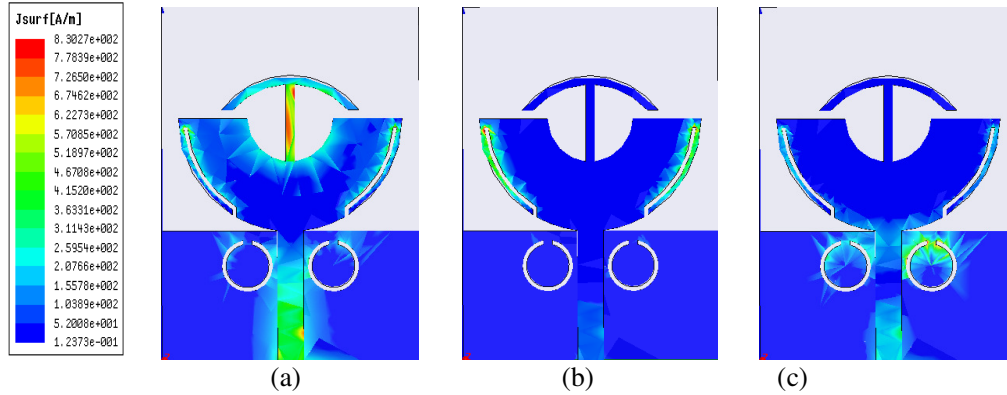 Jsurf[A/m]
8.3027e+002
7.7839e+002
7.2650e+002
6.7462e+002
6.2273e+002
5.7085e+002
5.1897e+002
4.6708e+002
4.1520e+002
3.6331e+002
3.1143e+002
2.5954e+002
2.0766e+002
1.5578e+002
1.0389e+002
5.2008e+001
1.2373e-001
(a) (b) (c)